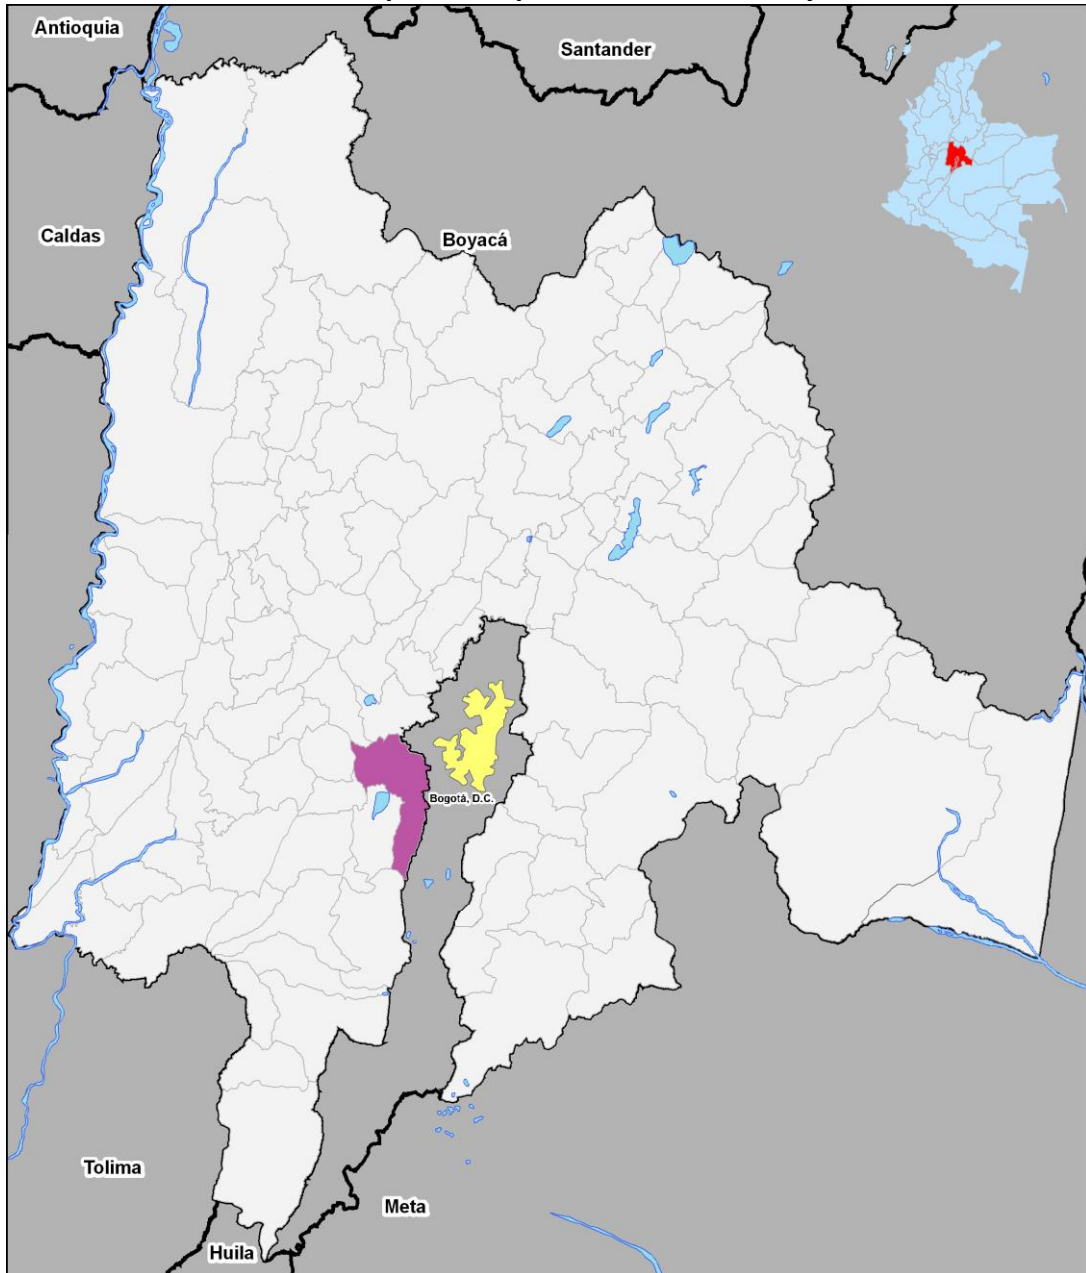 Antioquia
Santander
Caldas
Boyacá
Bogotá, D.C.
Tolima
Meta
Huila